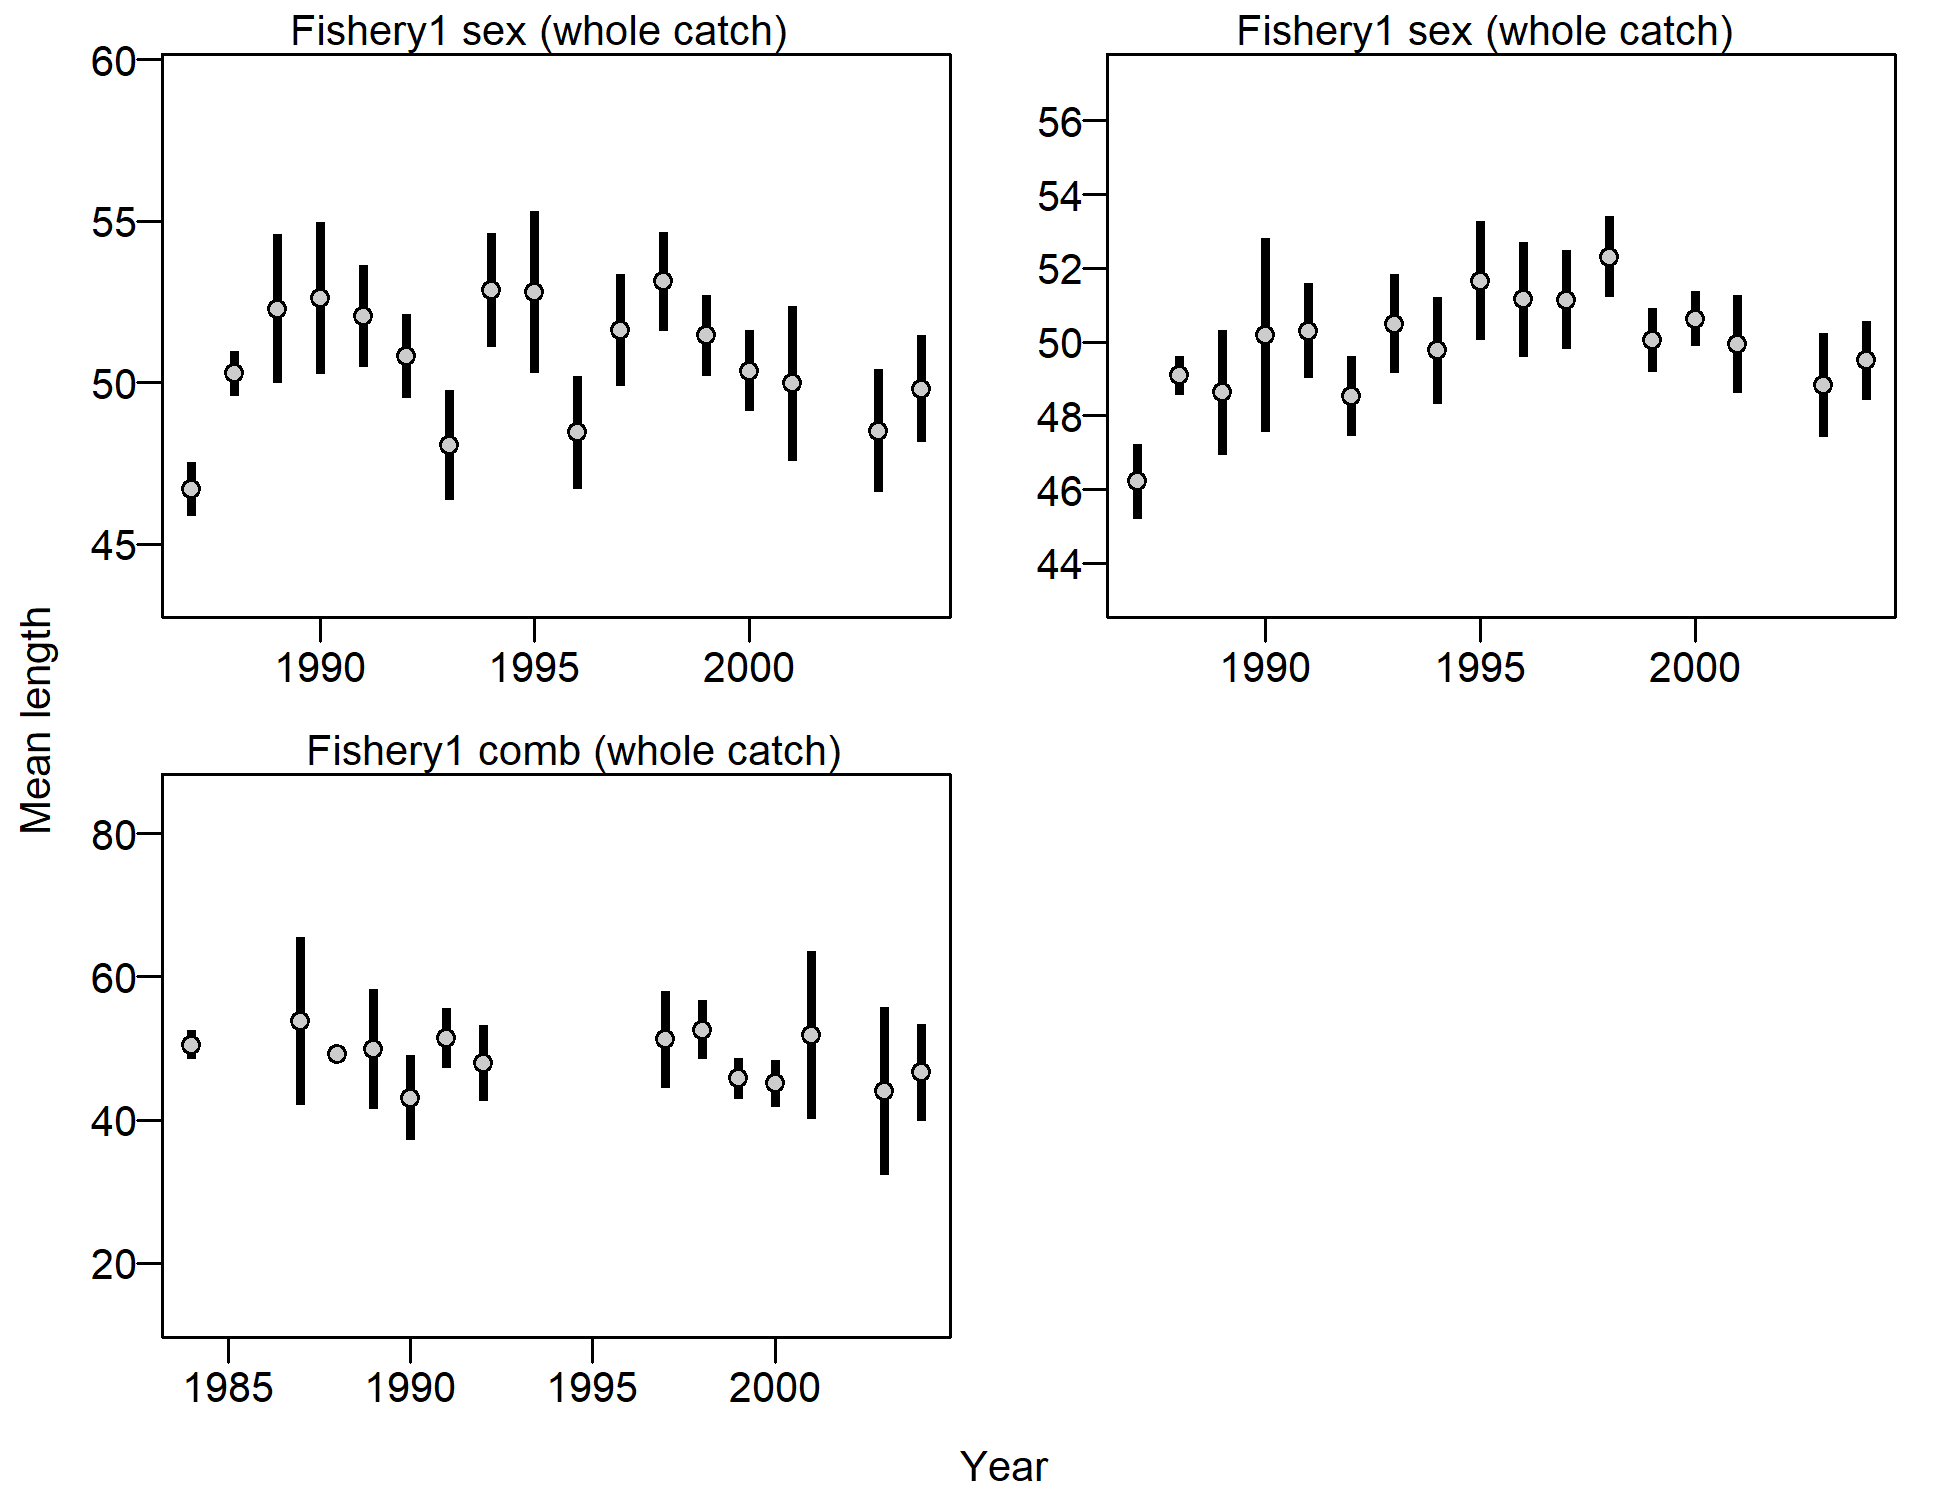 Fishery1 sex (whole catch)
60
55
50
45
1990 1995 2000
Fishery1 sex (whole catch)
56
54
52
50
48
46
44
1990 1995 2000
Mean length
Fishery1 comb (whole catch)
80
60
40
20
1985 1990 1995 2000
Year